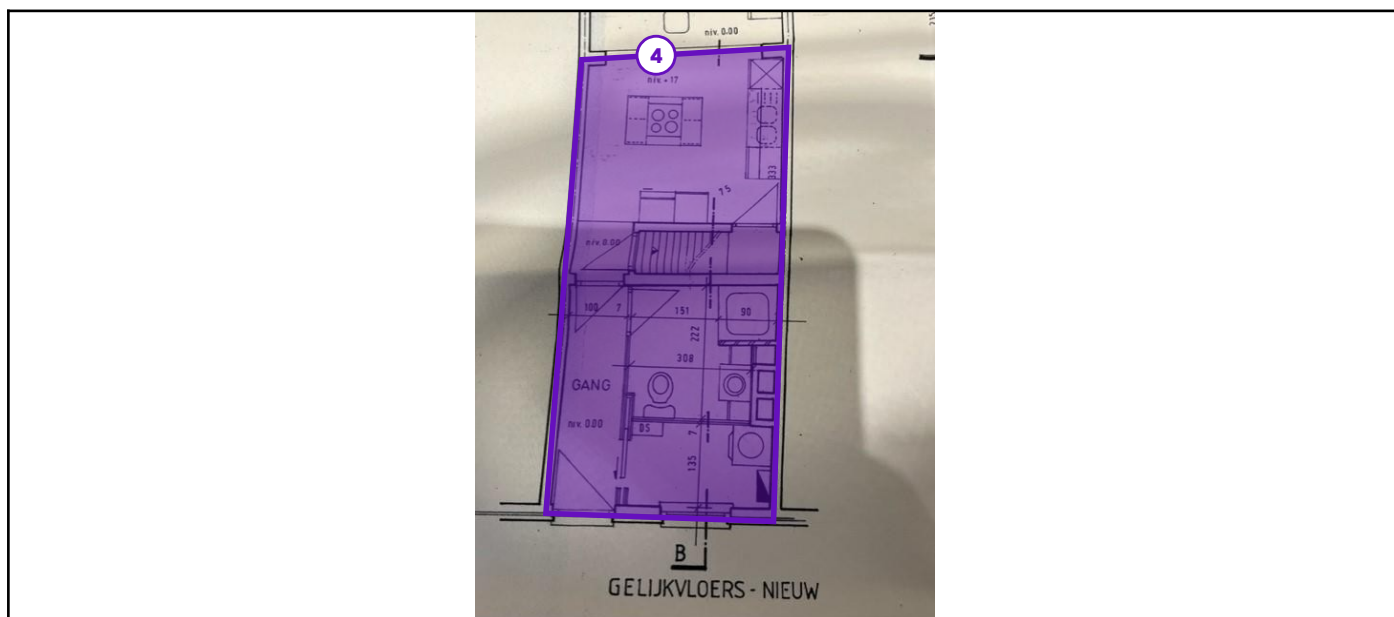 niv. 0.00
4
niv. + 17
333
75
niv. 0.00
100 7 151 90
222
308
GANG
niv. 0.00
DS
7
135
B
GELIJKVLOERS - NIEUW